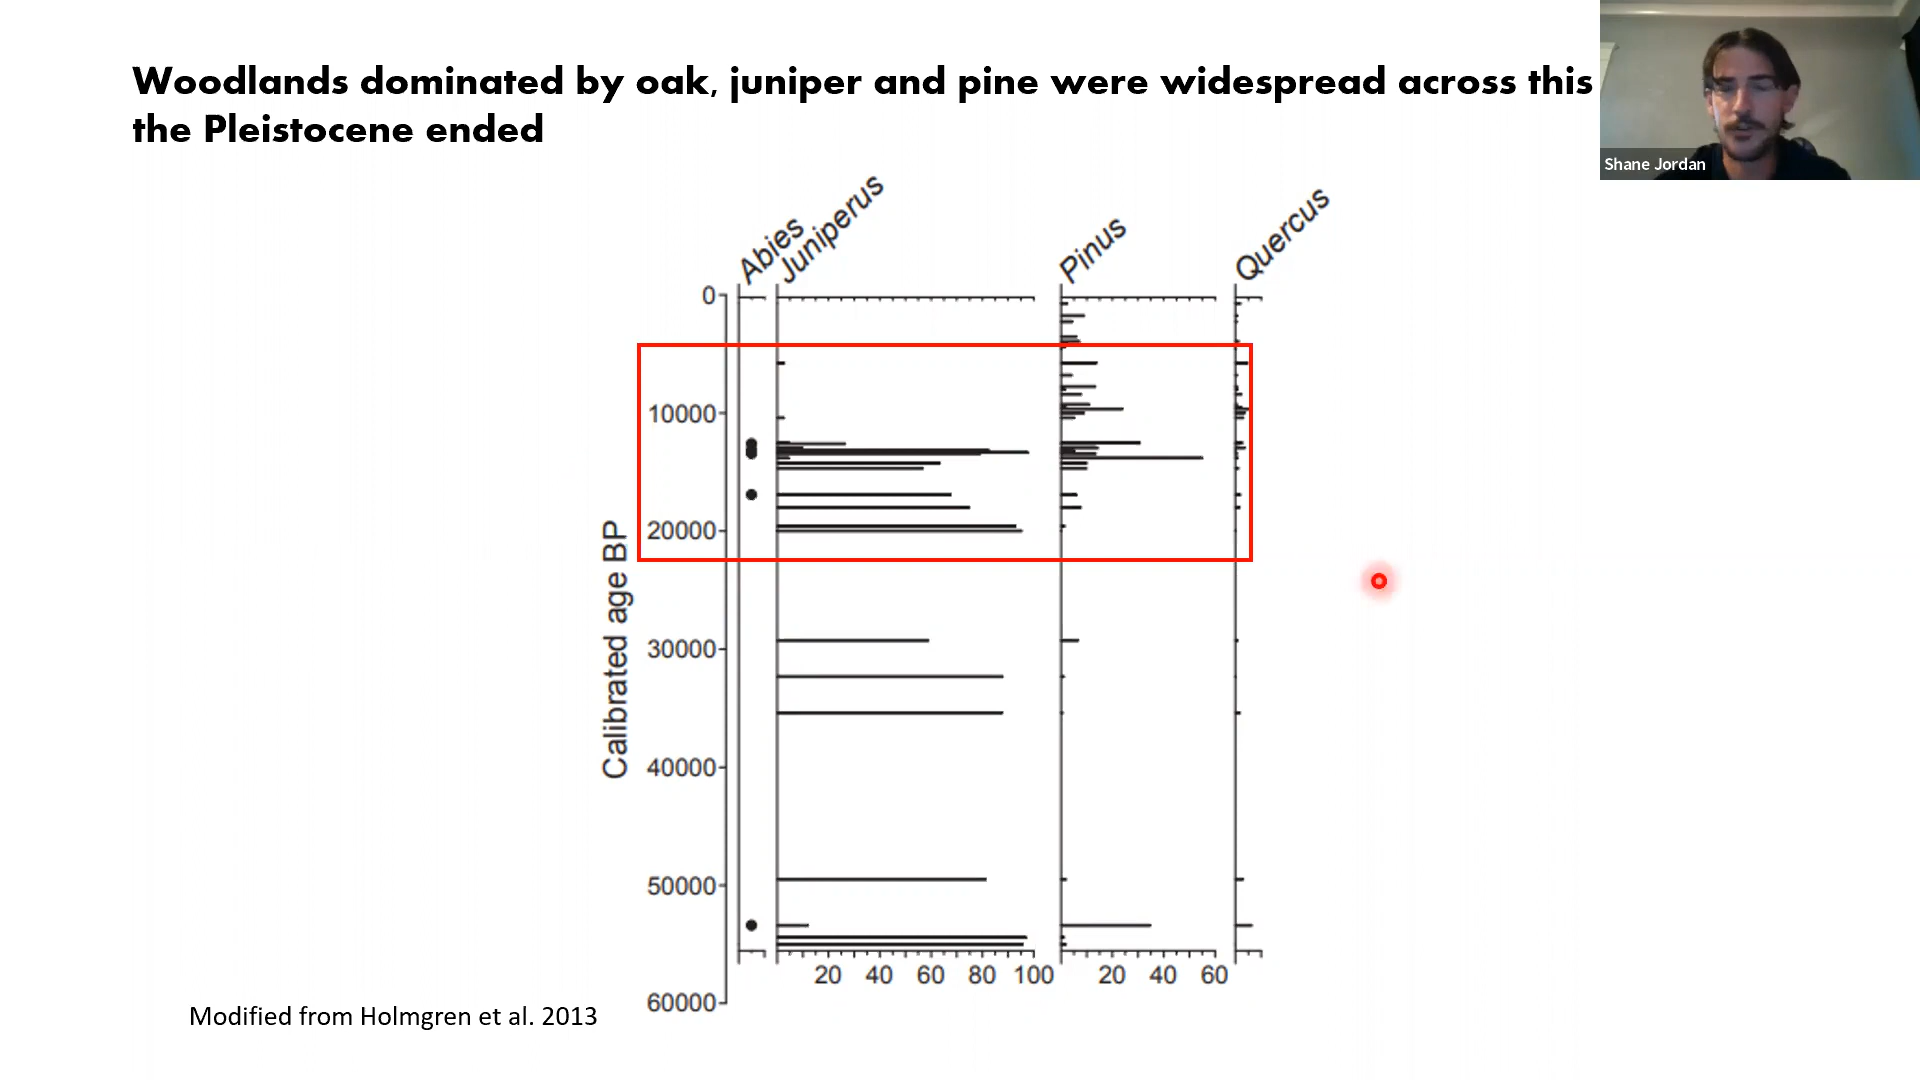 Woodlands dominated by oak, juniper and pine were widespread across this
the Pleistocene ended
Shane Jordan
Abies
Juniperus
Pinus
Quercus
0
10000
20000
30000
40000
50000
60000
Calibrated age BP
20 40 60 80 100 20 40 60
Modified from Holmgren et al. 2013